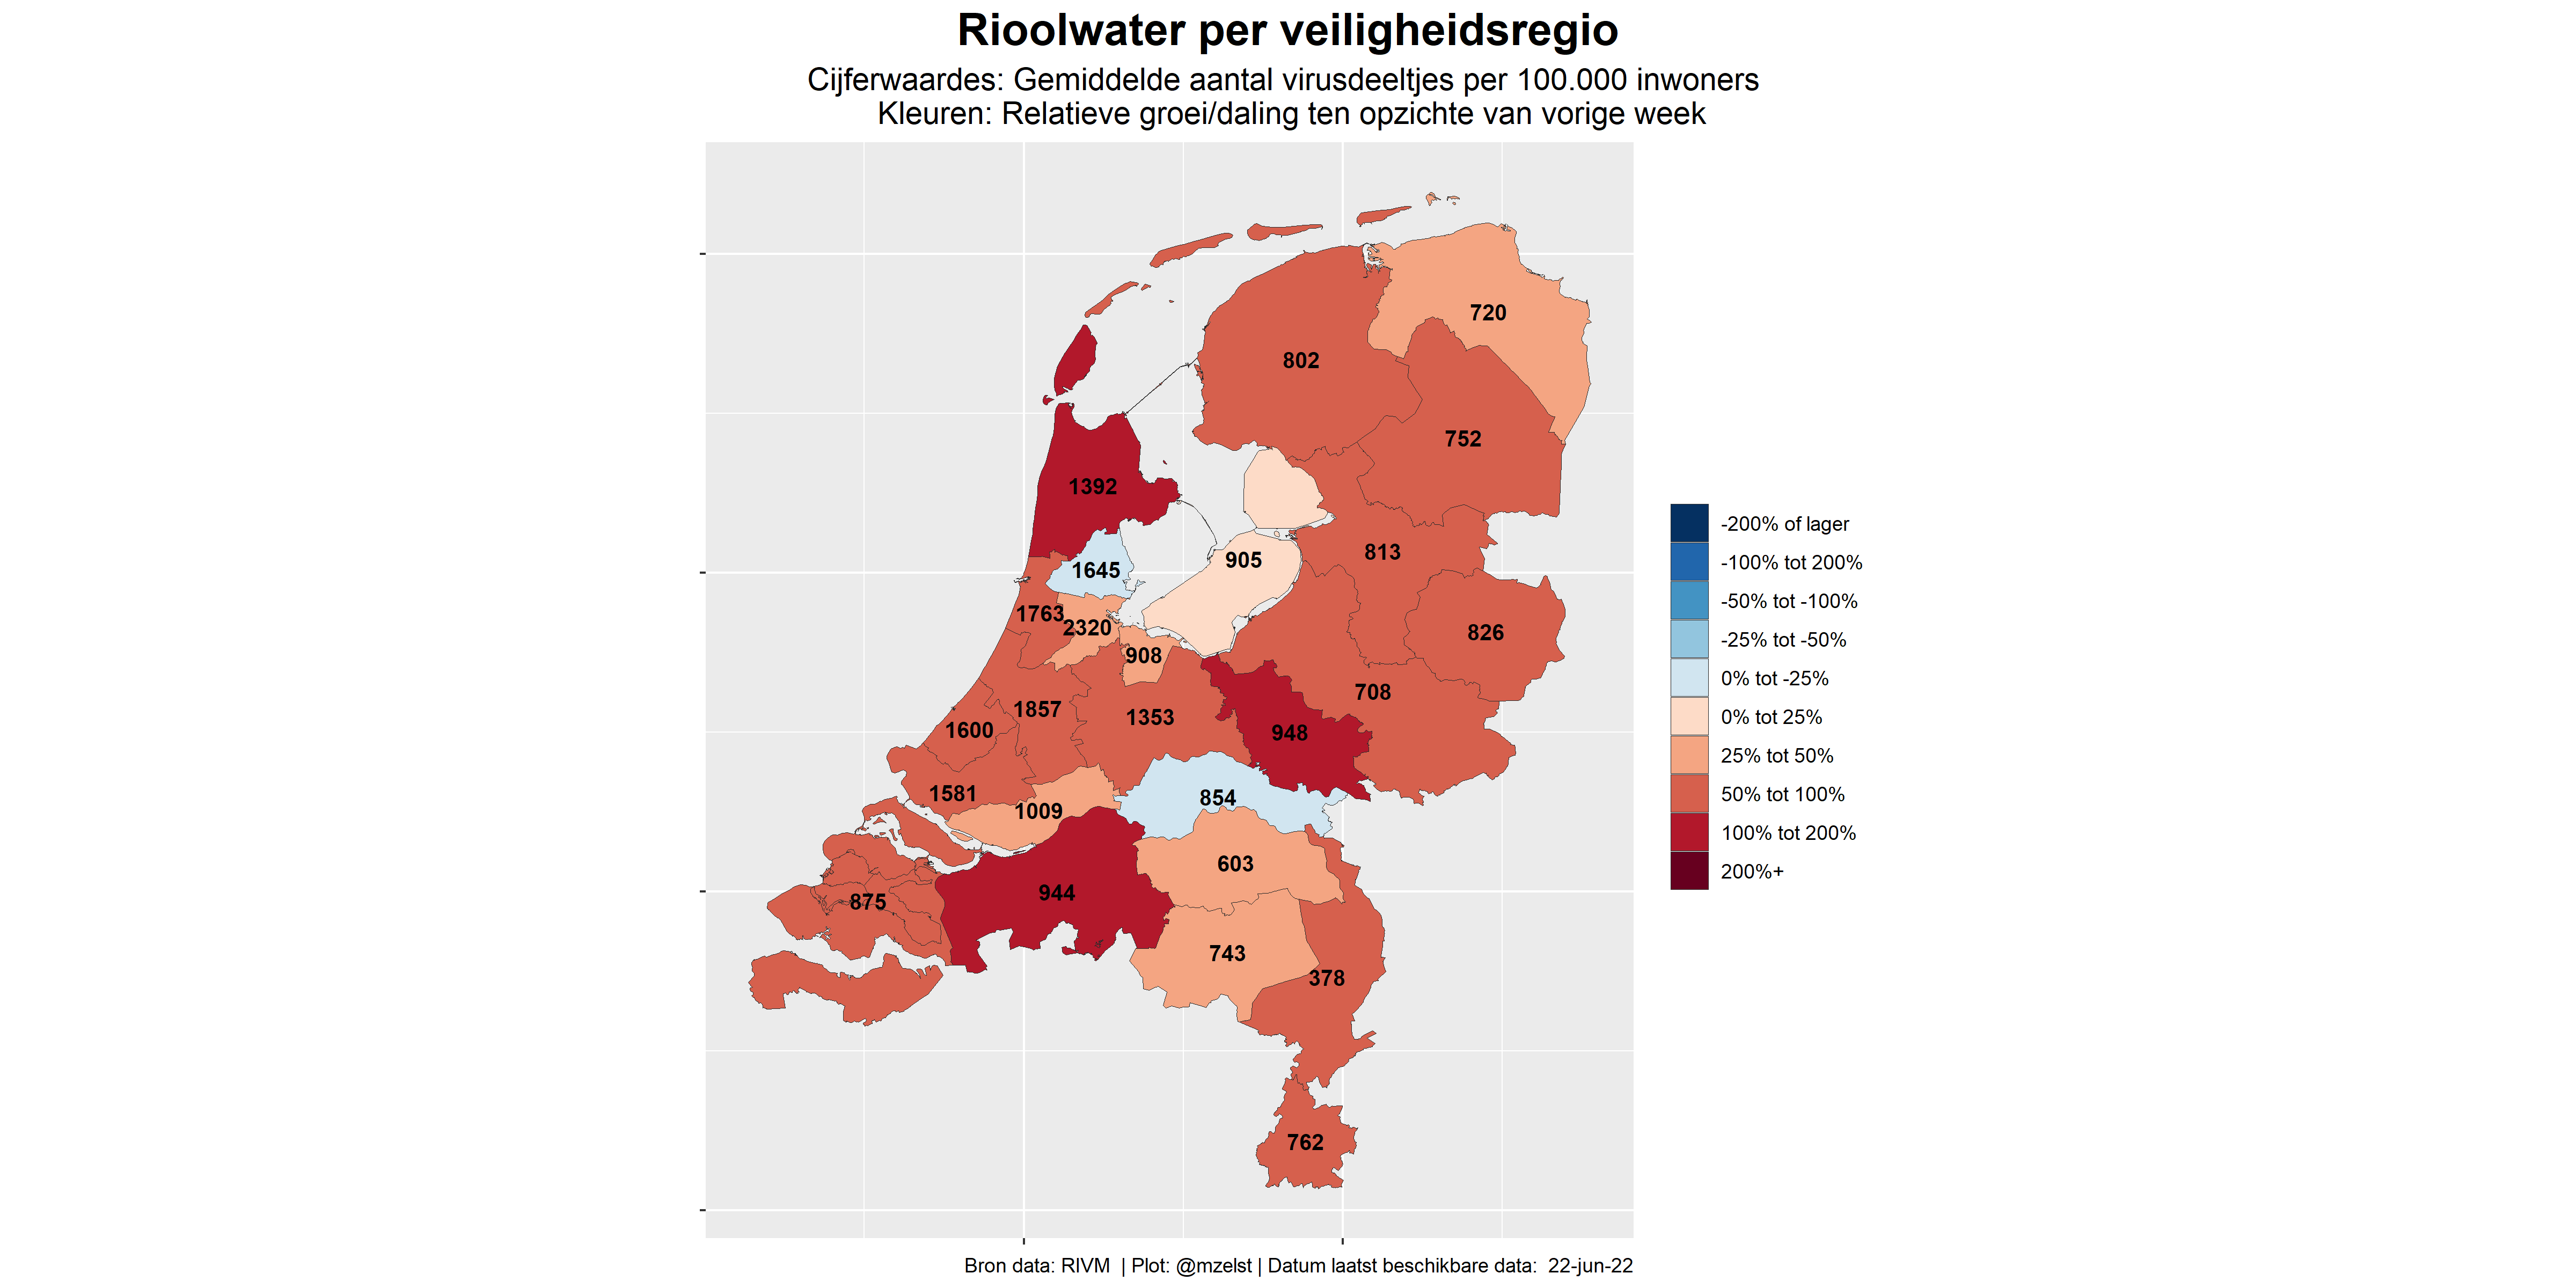 Rioolwater per veiligheidsregio
Cijferwaardes: Gemiddelde aantal virusdeeltjes per 100.000 inwoners
Kleuren: Relatieve groei/daling ten opzichte van vorige week
720
802
752
1392
813
905
1645
1763
2320
826
908
708
1857
1353
1600
948
1581
854
1009
603
944
875
743
378
762
-200% of lager
-100% tot 200%
-50% tot -100%
-25% tot -50%
0% tot -25%
0% tot 25%
25% tot 50%
50% tot 100%
100% tot 200%
200%+
Bron data: RIVM | Plot: @mzelst | Datum laatst beschikbare data: 22-jun-22